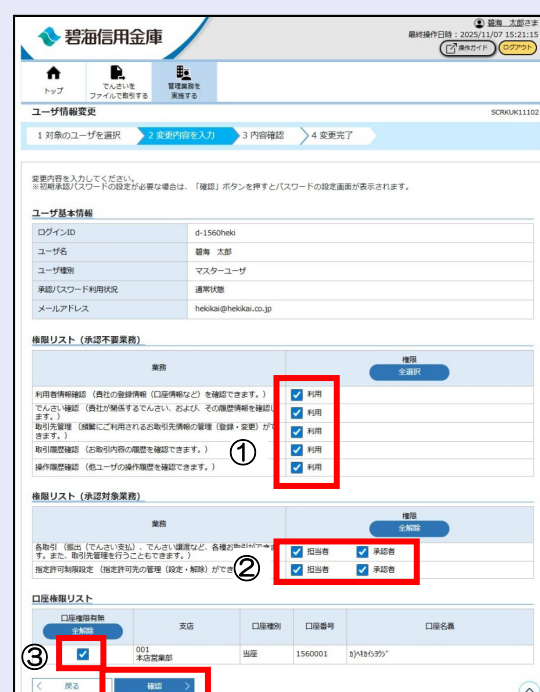 碧海信用金庫
碧海 太郎さま
最終操作日時：2025/11/07 15:21:15
操作ガイド ログアウト
トップ
でんさいを
ファイルで取引する
管理業務を
実施する
ユーザ情報変更
SCRKUK11102
1 対象のユーザを選択 2 変更内容を入力 3 内容確認 4 変更完了
変更内容を入力してください。
※初期承認パスワードの設定が必要な場合は、「確認」ボタンを押すとパスワードの設定画面が表示されます。
ユーザ基本情報
ログインID d-1560heki
ユーザ名 碧海 太郎
ユーザ種別 マスターユーザ
承認パスワード利用状況 通常状態
メールアドレス hekikai@hekikai.co.jp
権限リスト（承認不要業務）
業務 権限
全選択
利用者情報確認 （貴社の登録情報（口座情報など）を確認できます。） 利用
でんさい確認 （貴社が関係するでんさい、および、その履歴情報を確認し
ます。） 利用
取引先管理 （頻繁にご利用されるお取引先情報の管理（登録・変更）がで
きます。） 利用
取引履歴確認 （お取引内容の履歴を確認できます。） 利用
操作履歴確認 （他ユーザの操作履歴を確認できます。） 利用
①
権限リスト（承認対象業務）
業務 権限
全解除
各取引 （振出（でんさい支払）、でんさい譲渡など、各種お取引ができま
す。また、取引先管理を行うこともできます。） 担当者 承認者
指定許可制限設定 （指定許可先の管理（設定・解除）ができ 担当者 承認者
②
口座権限リスト
口座権限有無 支店 口座種別 口座番号 口座名義
全解除
③
001
本店営業部 当座 1560001
戻る 確認